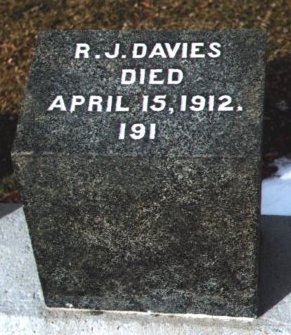 R.J. DAVIES
DIED
APRIL 15, 1912.
191